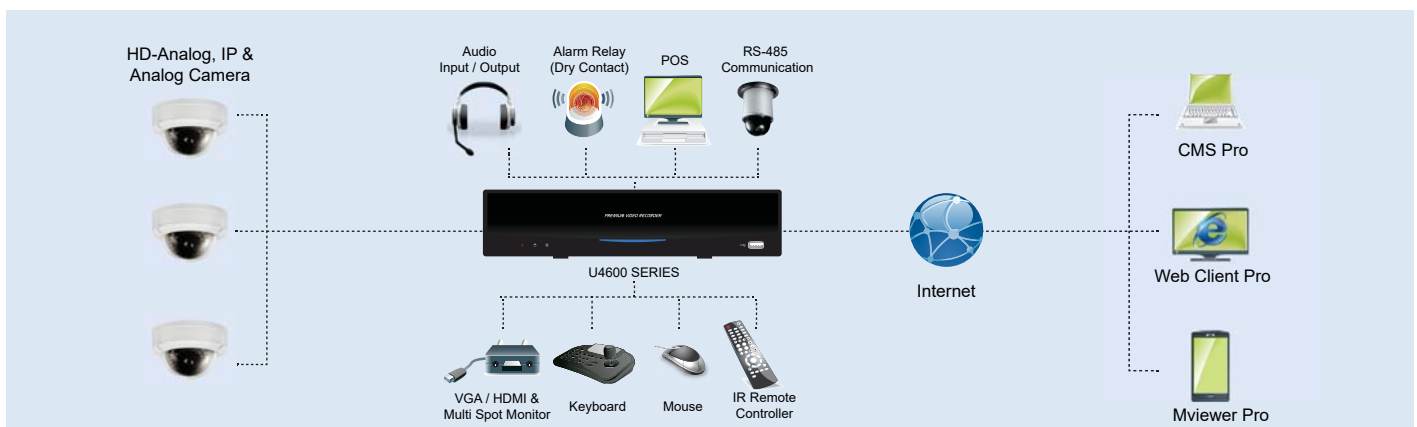 HD-Analog, IP &
Analog Camera
Audio
Input / Output
Alarm Relay
(Dry Contact)
POS
RS-485
Communication
PREMIUM VIDEO RECORDER
U4600 SERIES
VGA / HDMI &
Multi Spot Monitor
Keyboard
Mouse
IR Remote
Controller
Internet
CMS Pro
Web Client Pro
Mviewer Pro